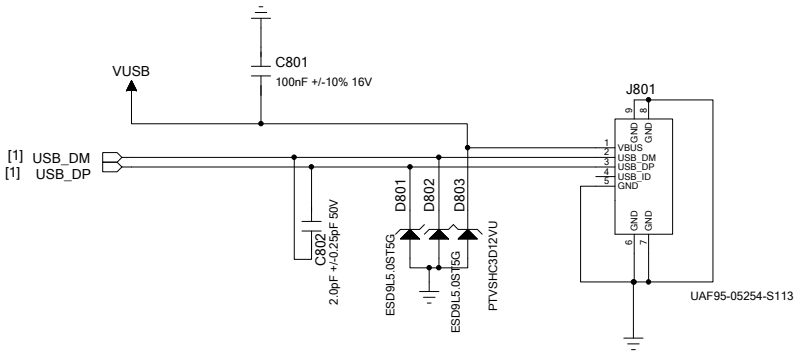 C801
100nF +/-10% 16V
VUSB
J801
9
8
GND
GND
1
VBUS
2
USB_DM
3
USB_DP
4
USB_ID
5
GND
[1] USB_DM
[1] USB_DP
D801
D802
D803
C802
2.0pF +/-0.25pF 50V
ESD9L5.0ST5G
ESD9L5.0ST5G
PTVSHC3D12VU
GND
GND
6
7
UAF95-05254-S113